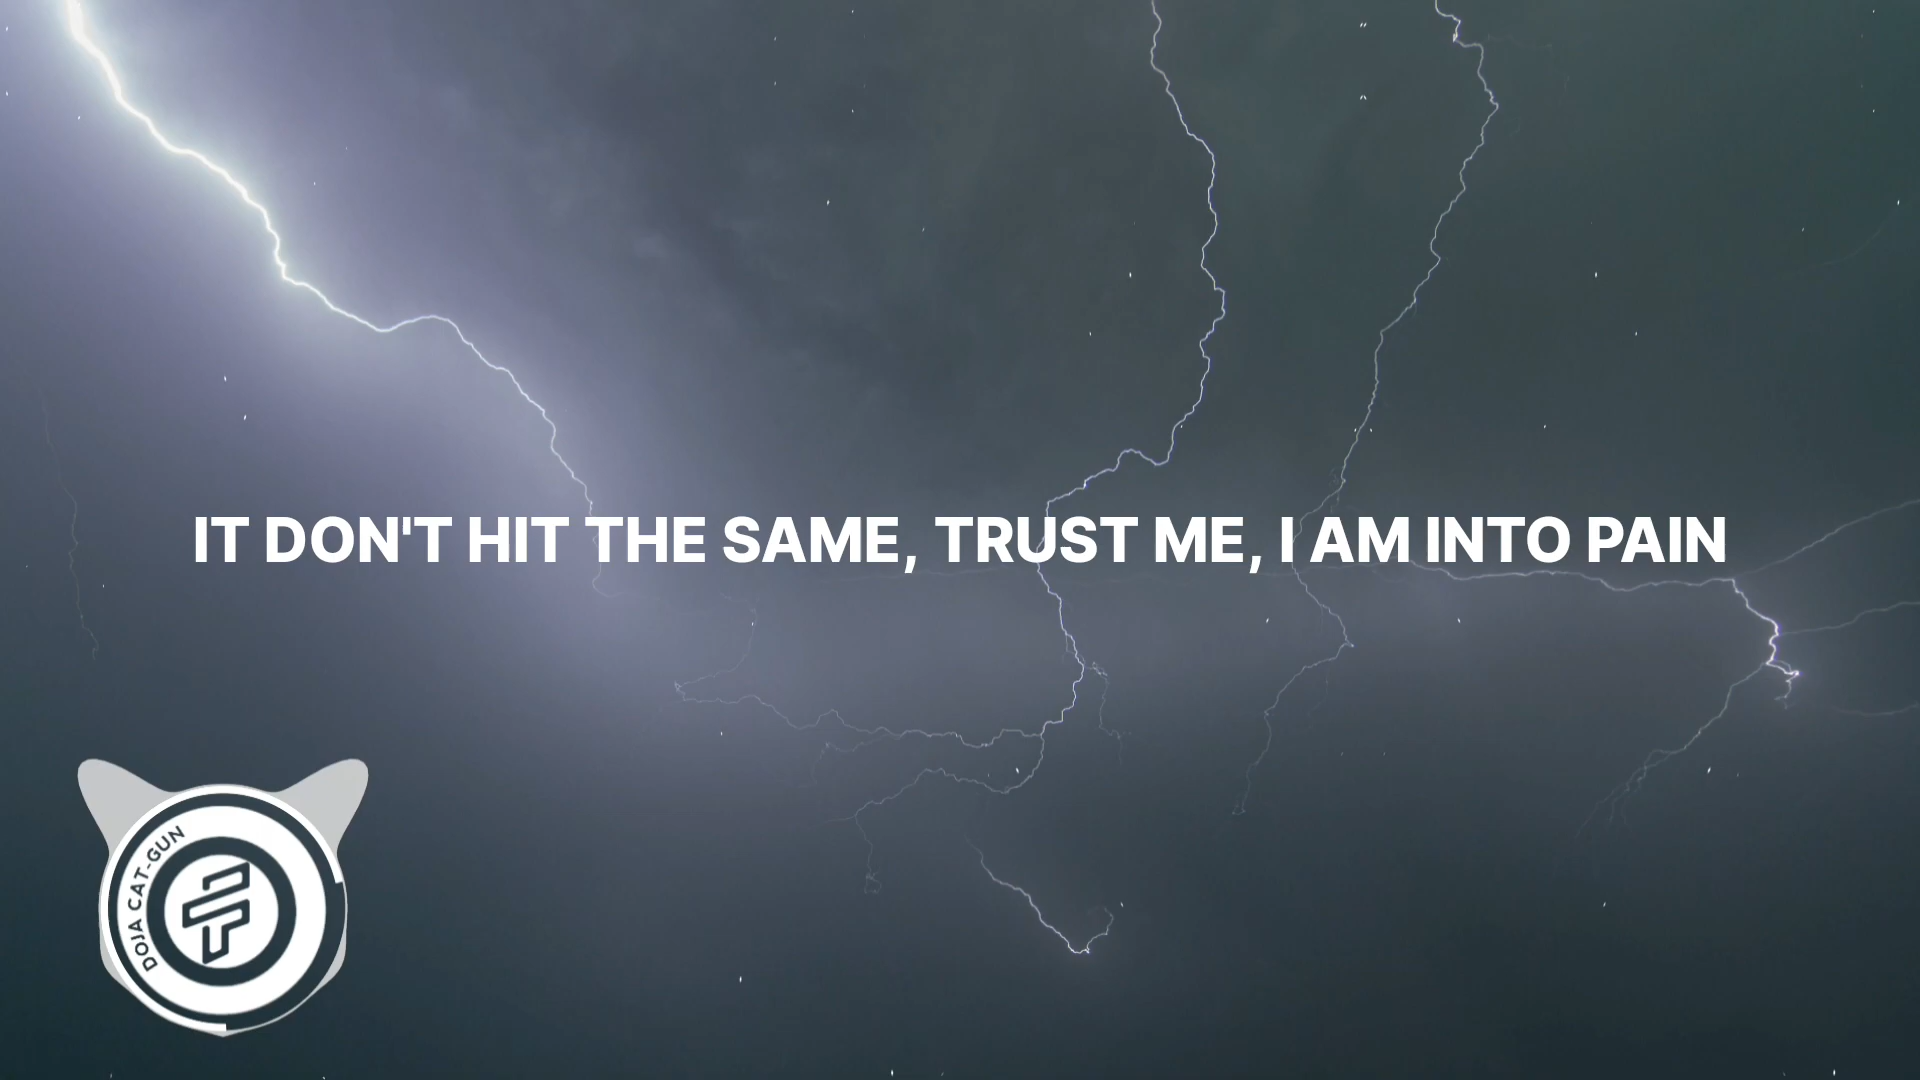 IT DON'T HIT THE SAME, TRUST ME, I AM INTO PAIN
DOJA CAT-GUN